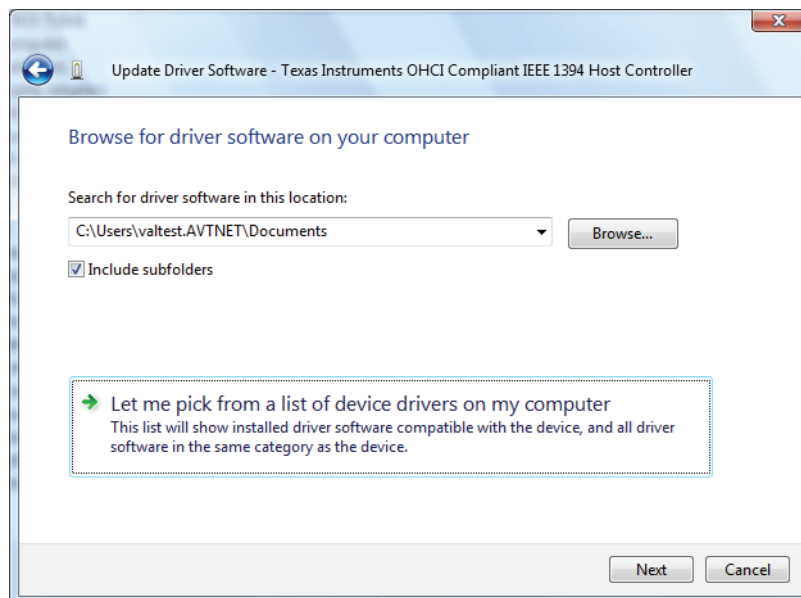 Update Driver Software - Texas Instruments OHCI Compliant IEEE 1394 Host Controller
Browse for driver software on your computer
Search for driver software in this location:
C:\Users\valtest.AVTNET\Documents
Browse...
Include subfolders
Let me pick from a list of device drivers on my computer
This list will show installed driver software compatible with the device, and all driver
software in the same category as the device.
Next
Cancel